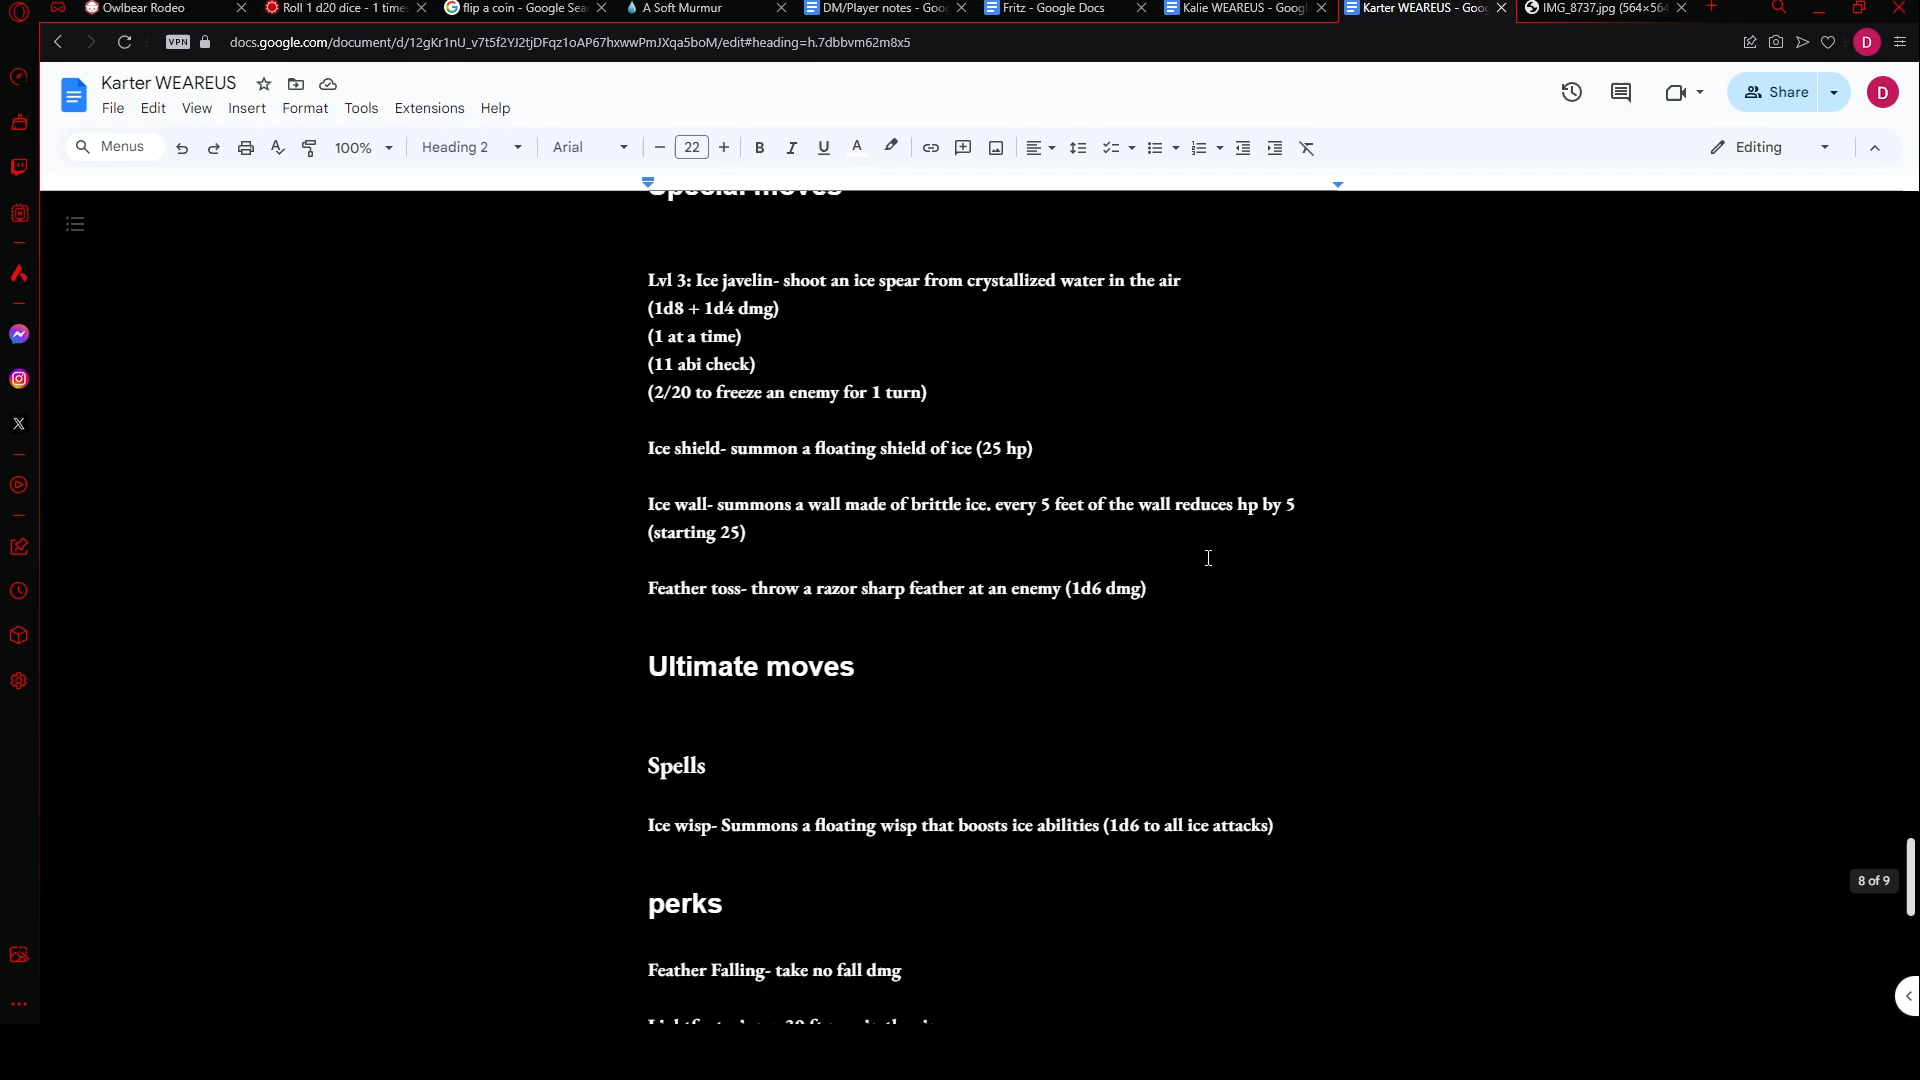 Owlbear Rodeo
Roll 1 d20 dice - 1 times
flip a coin - Google Sea
A Soft Murmur
DM/Player notes - Goo
Fritz - Google Docs
Kalie WEAREUS - Googl
Karter WEAREUS - Goog
IMG_8737.jpg (564×564
VPN
docs.google.com/document/d/12gKr1nU_v7t5f2YJ2tjDFqz1oAP67hxwwPmJXqa5boM/edit#heading=h.7dbbvm62m8x5
D
Karter WEAREUS
File Edit View Insert Format Tools Extensions Help
Share
D
Menus
100%
Heading 2
Arial
22
Editing
Special moves
Lvl 3: Ice javelin- shoot an ice spear from crystallized water in the air
(1d8 + 1d4 dmg)
(1 at a time)
(11 abi check)
(2/20 to freeze an enemy for 1 turn)
Ice shield- summon a floating shield of ice (25 hp)
Ice wall- summons a wall made of brittle ice. every 5 feet of the wall reduces hp by 5
(starting 25)
Feather toss- throw a razor sharp feather at an enemy (1d6 dmg)
Ultimate moves
Spells
Ice wisp- Summons a floating wisp that boosts ice abilities (1d6 to all ice attacks)
8 of 9
perks
Feather Falling- take no fall dmg